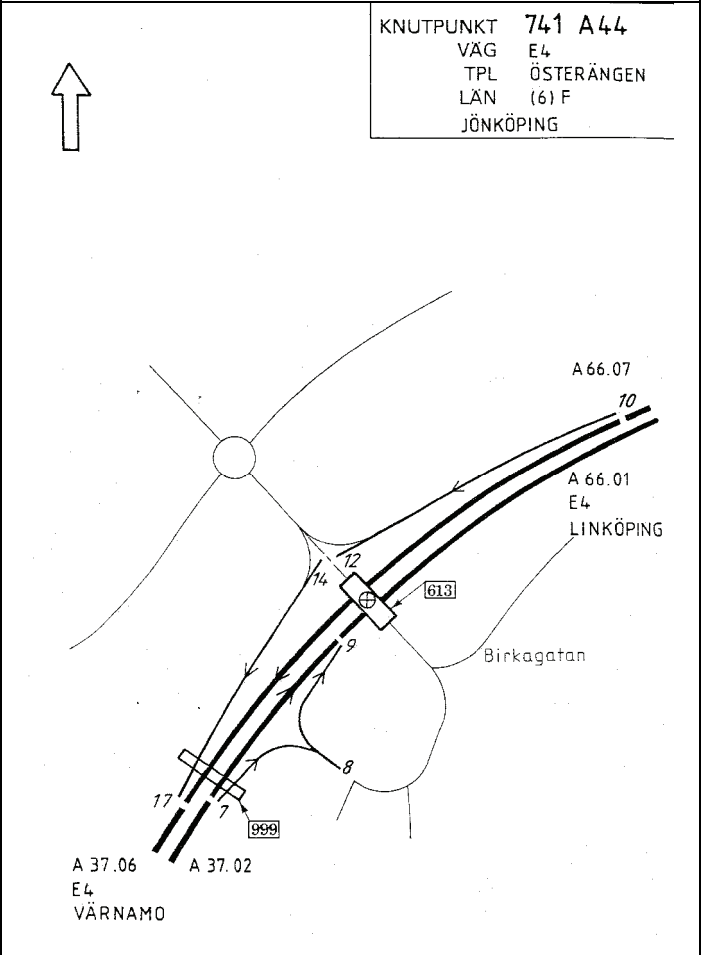 KNUTPUNKT 741 A44
VÄG E4
TPL ÖSTERÄNGEN
LÄN (6) F
JÖNKÖPING
A 66.07
10
A 66.01
E4
LINKÖPING
12
14
613
9
Birkagatan
8
17
7
999
A 37.06
A 37.02
E4
VÄRNAMO